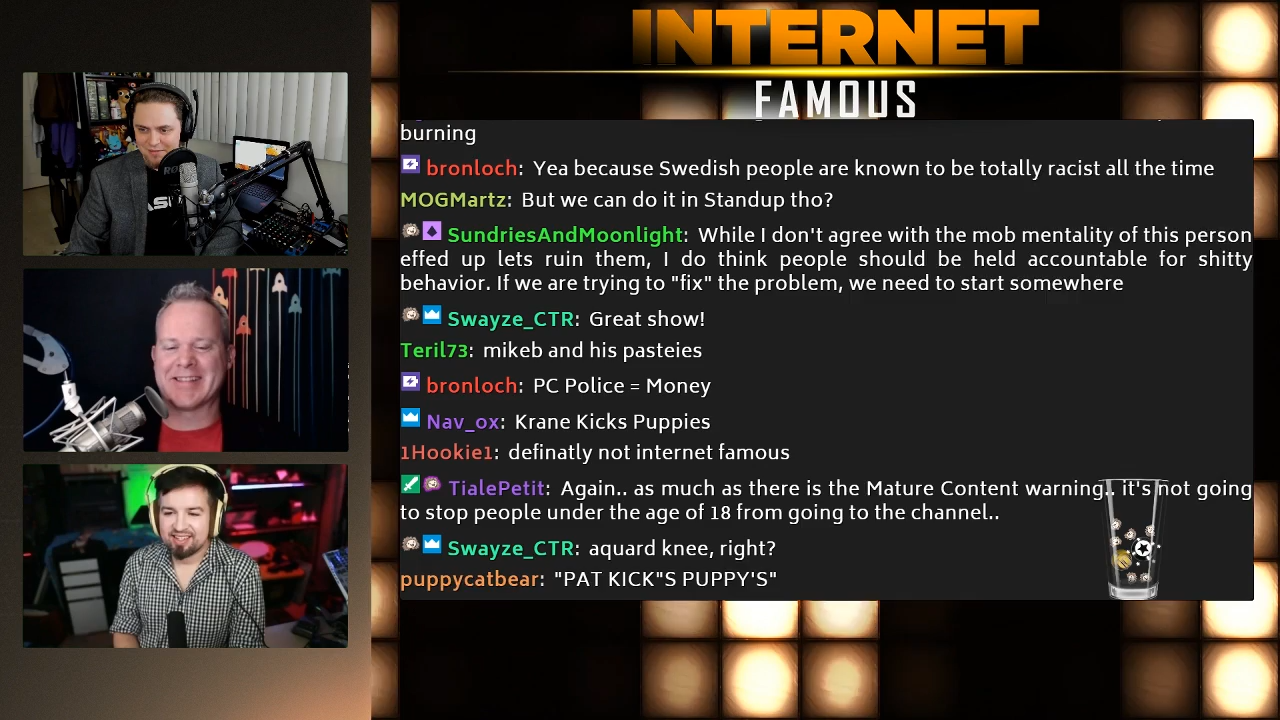 INTERNET
FAMOUS
burning
bronloch: Yea because Swedish people are known to be totally racist all the time
MOGMartz: But we can do it in Standup tho?
SundriesAndMoonlight: While I don't agree with the mob mentality of this person
effed up lets ruin them, I do think people should be held accountable for shitty
behavior. If we are trying to "fix" the problem, we need to start somewhere
Swayze_CTR: Great show!
Teril73: mikeb and his pasteies
bronloch: PC Police = Money
Nav_ox: Krane Kicks Puppies
1Hookie1: definatly not internet famous
TialePetit: Again.. as much as there is the Mature Content warning.. it's not going
to stop people under the age of 18 from going to the channel..
Swayze_CTR: aquard knee, right?
puppycatbear: "PAT KICK"S PUPPY'S"